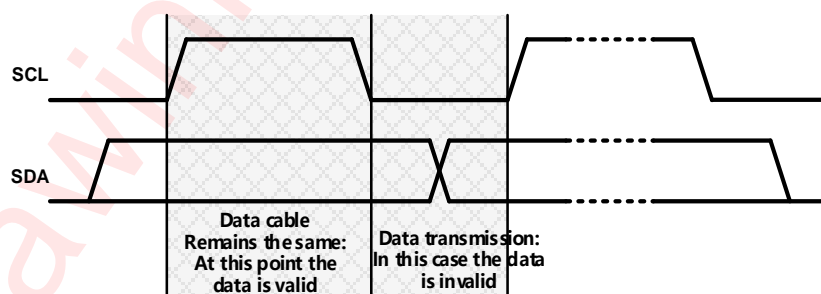 SCL
SDA
Data cable
Remains the same:
At this point the
data is valid
Data transmission:
In this case the data
is invalid